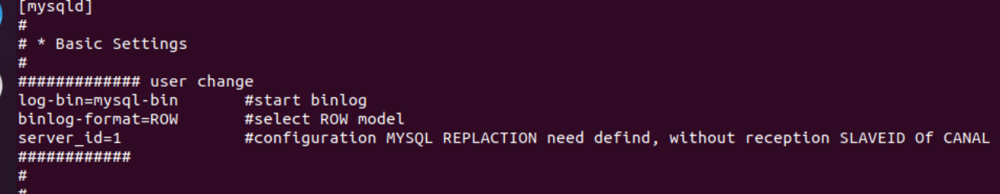 [mysqld]
#
# * Basic Settings
#
############# user change
log-bin=mysql-bin       #start binlog
binlog-format=ROW       #select ROW model
server_id=1             #configuration MYSQL REPLACTION need defind, without reception SLAVEID Of CANAL
############
#
#